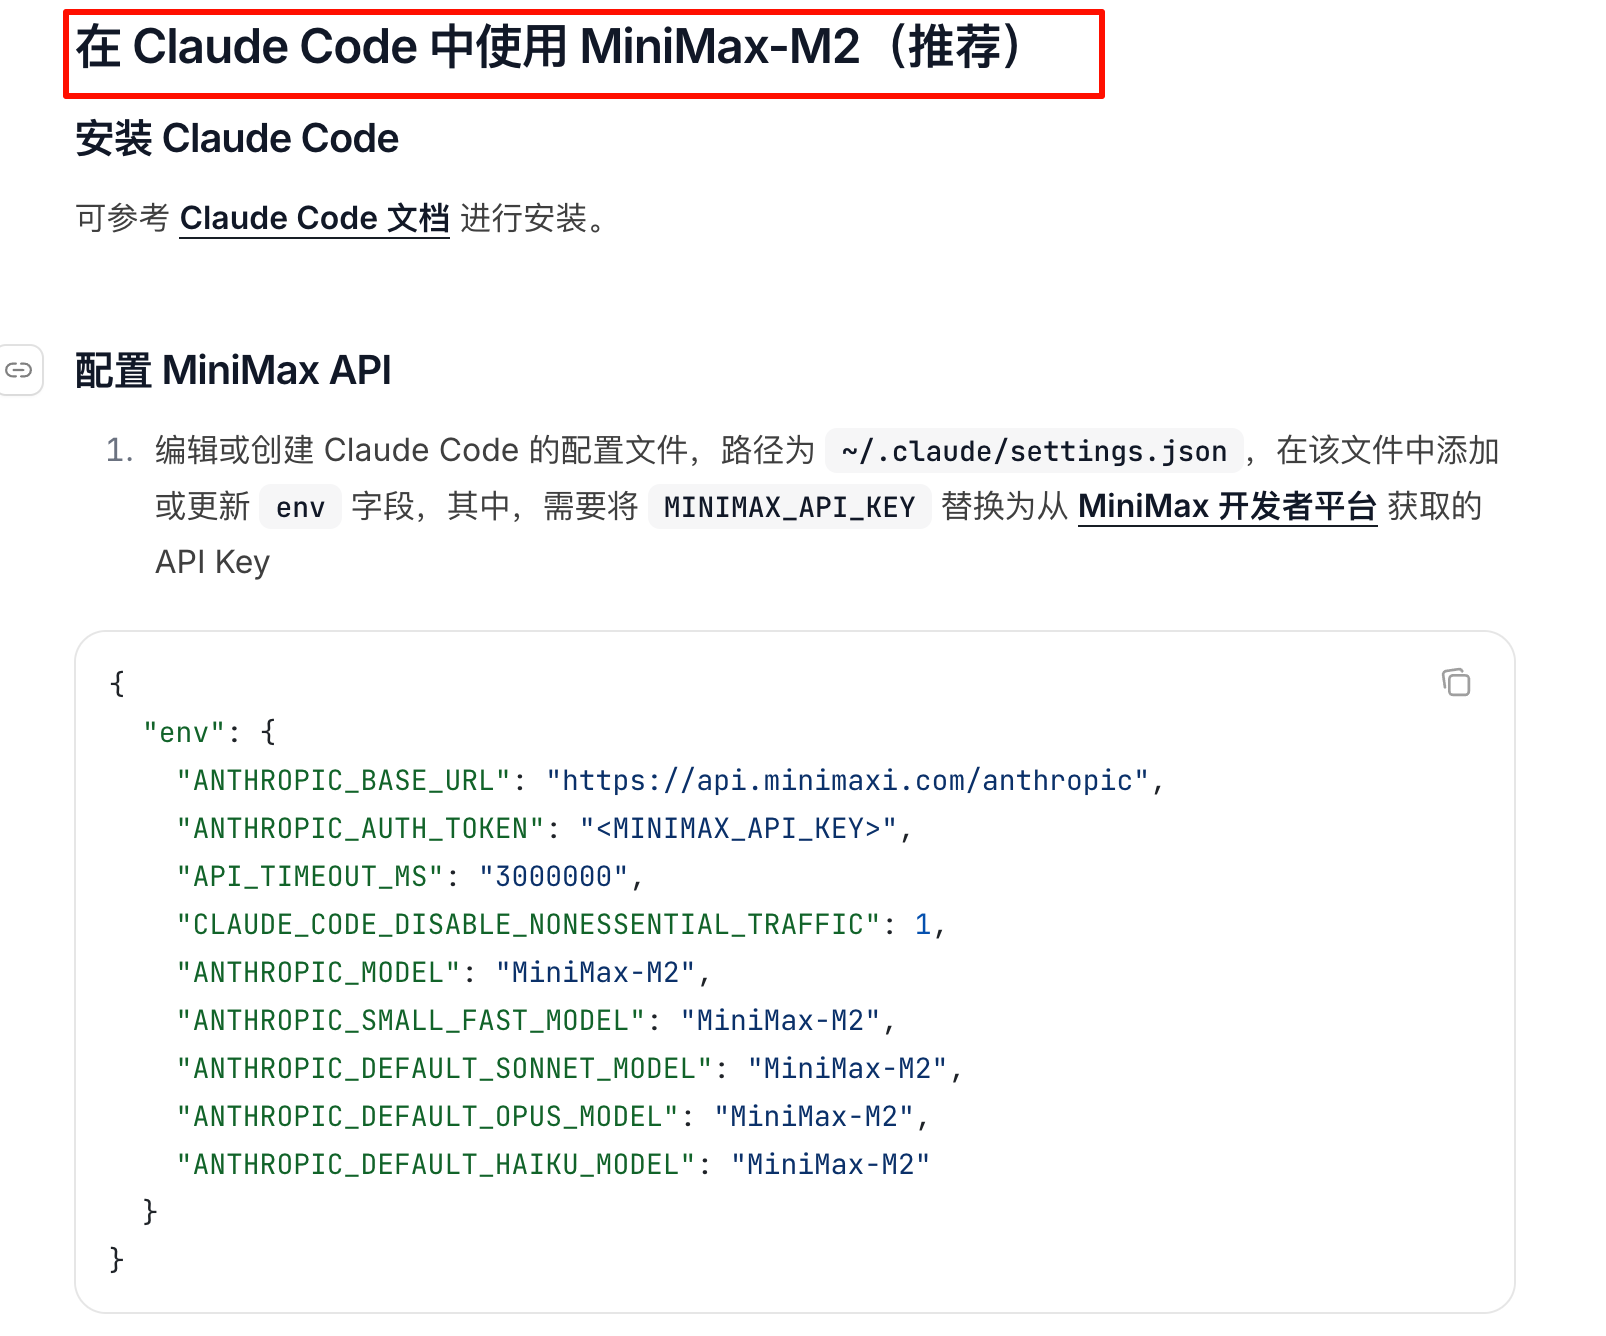 在 Claude Code 中使用 MiniMax-M2（推荐）
安装 Claude Code
可参考 Claude Code 文档 进行安装。
配置 MiniMax API
1. 编辑或创建 Claude Code 的配置文件，路径为 ~/.claude/settings.json ，在该文件中添加
或更新 env 字段，其中，需要将 MINIMAX_API_KEY 替换为从 MiniMax 开发者平台 获取的
API Key
{
  "env": {
    "ANTHROPIC_BASE_URL": "https://api.minimaxi.com/anthropic",
    "ANTHROPIC_AUTH_TOKEN": "<MINIMAX_API_KEY>",
    "API_TIMEOUT_MS": "3000000",
    "CLAUDE_CODE_DISABLE_NONESSENTIAL_TRAFFIC": 1,
    "ANTHROPIC_MODEL": "MiniMax-M2",
    "ANTHROPIC_SMALL_FAST_MODEL": "MiniMax-M2",
    "ANTHROPIC_DEFAULT_SONNET_MODEL": "MiniMax-M2",
    "ANTHROPIC_DEFAULT_OPUS_MODEL": "MiniMax-M2",
    "ANTHROPIC_DEFAULT_HAIKU_MODEL": "MiniMax-M2"
  }
}